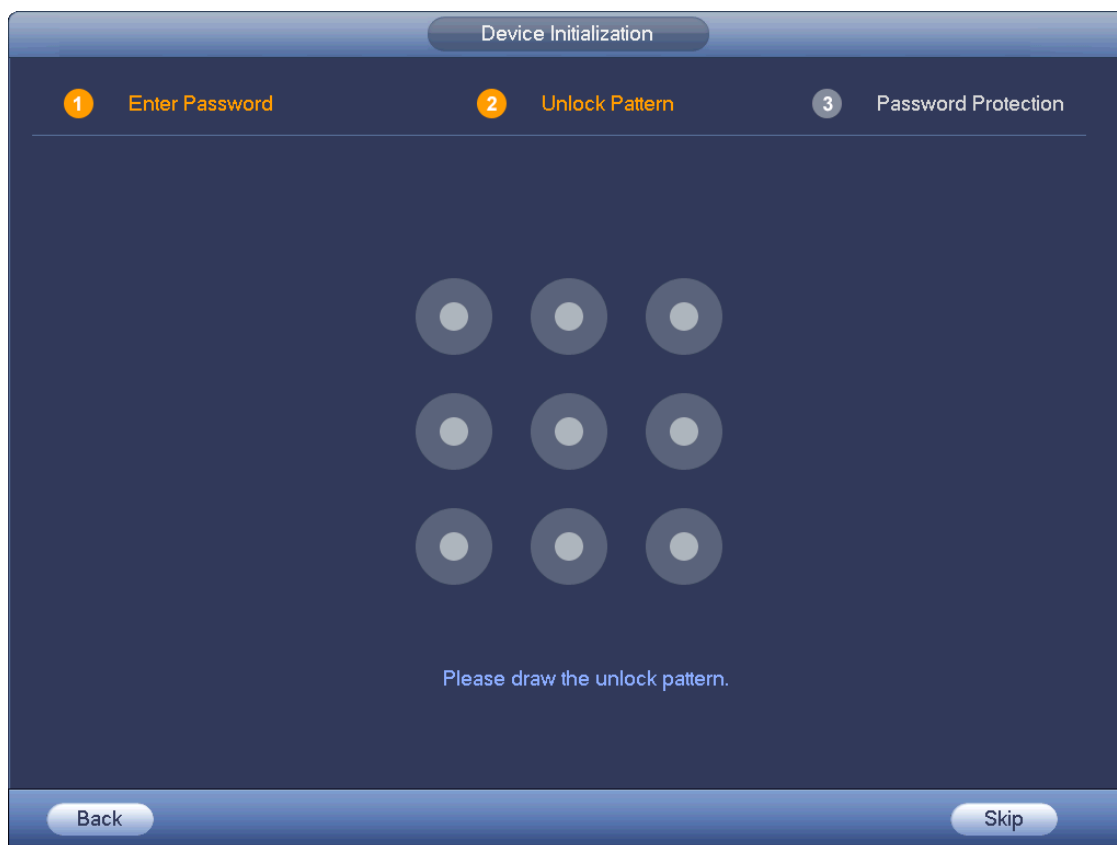 Device Initialization
1 Enter Password 2 Unlock Pattern 3 Password Protection
Please draw the unlock pattern.
Back Skip